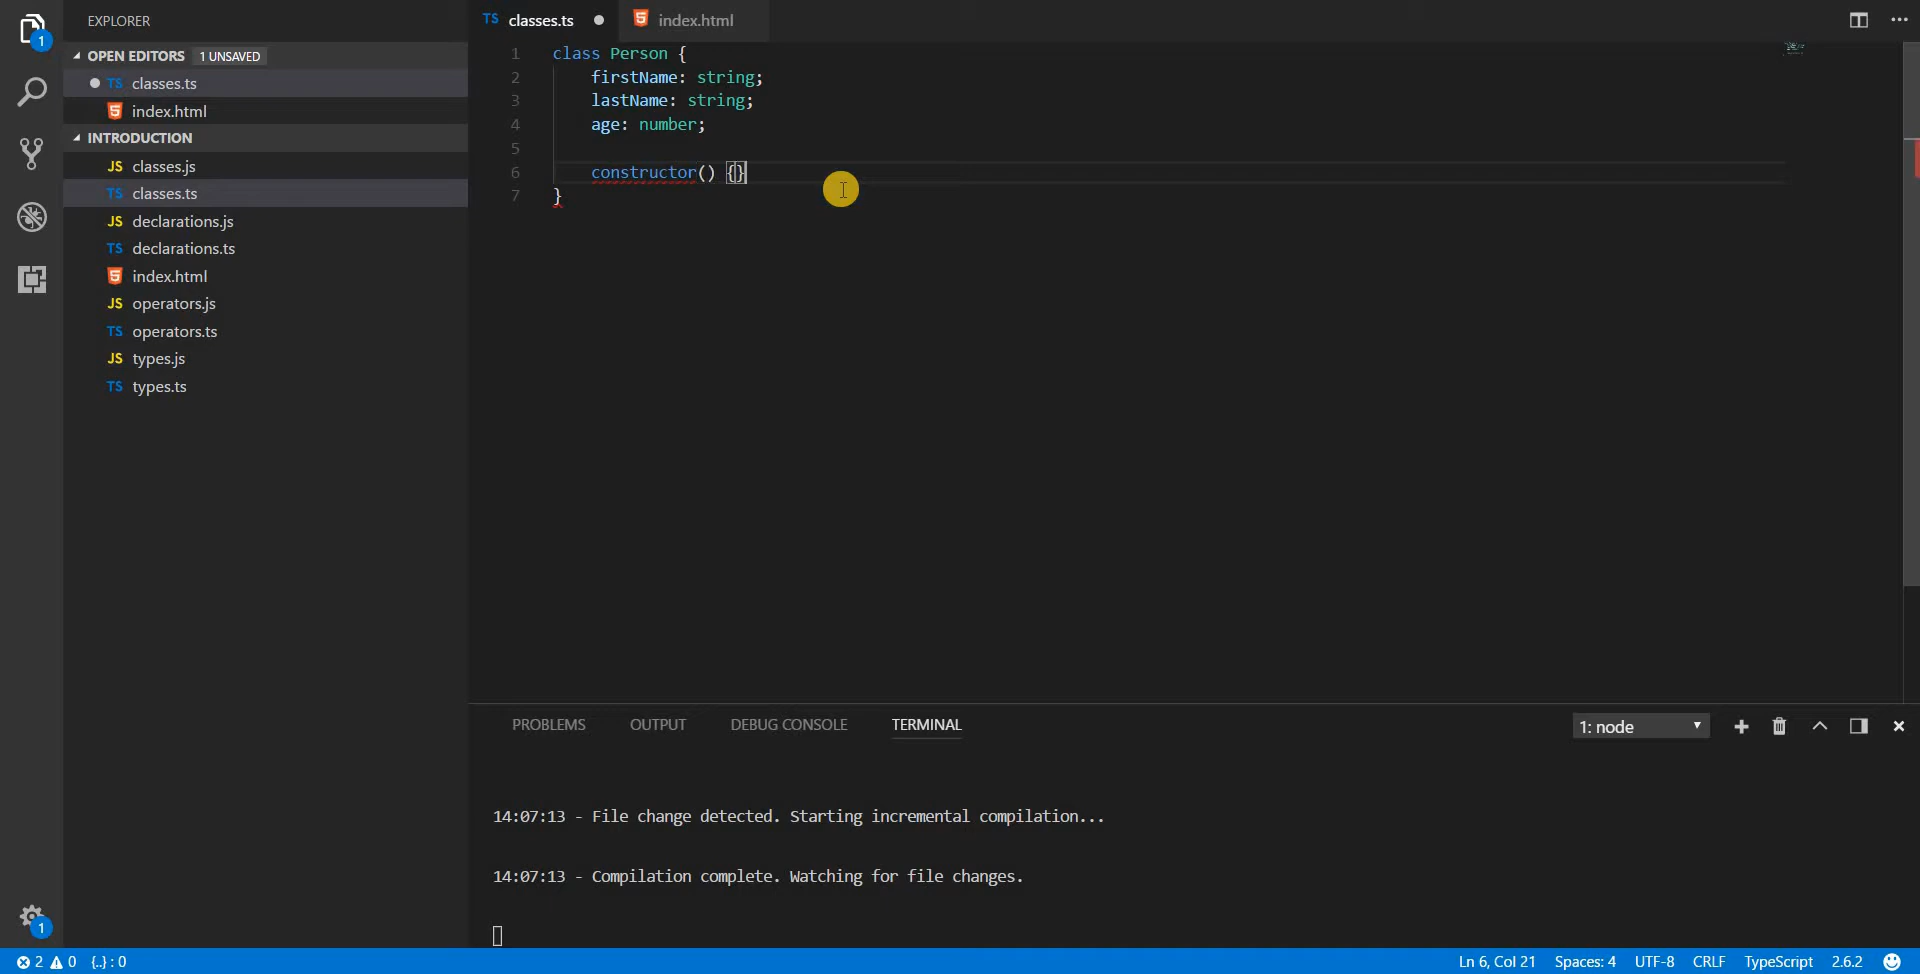 EXPLORER
OPEN EDITORS 1 UNSAVED
TS classes.ts
index.html
INTRODUCTION
JS classes.js
TS classes.ts
JS declarations.js
TS declarations.ts
index.html
JS operators.js
TS operators.ts
JS types.js
TS types.ts
1
1
TS classes.ts
index.html
1 class Person {
2 firstName: string;
3 lastName: string;
4 age: number;
5
6 constructor() {}
7 }
PROBLEMS OUTPUT DEBUG CONSOLE TERMINAL 1: node
14:07:13 - File change detected. Starting incremental compilation...
14:07:13 - Compilation complete. Watching for file changes.
2 0 {..} : 0 Ln 6, Col 21 Spaces: 4 UTF-8 CRLF TypeScript 2.6.2